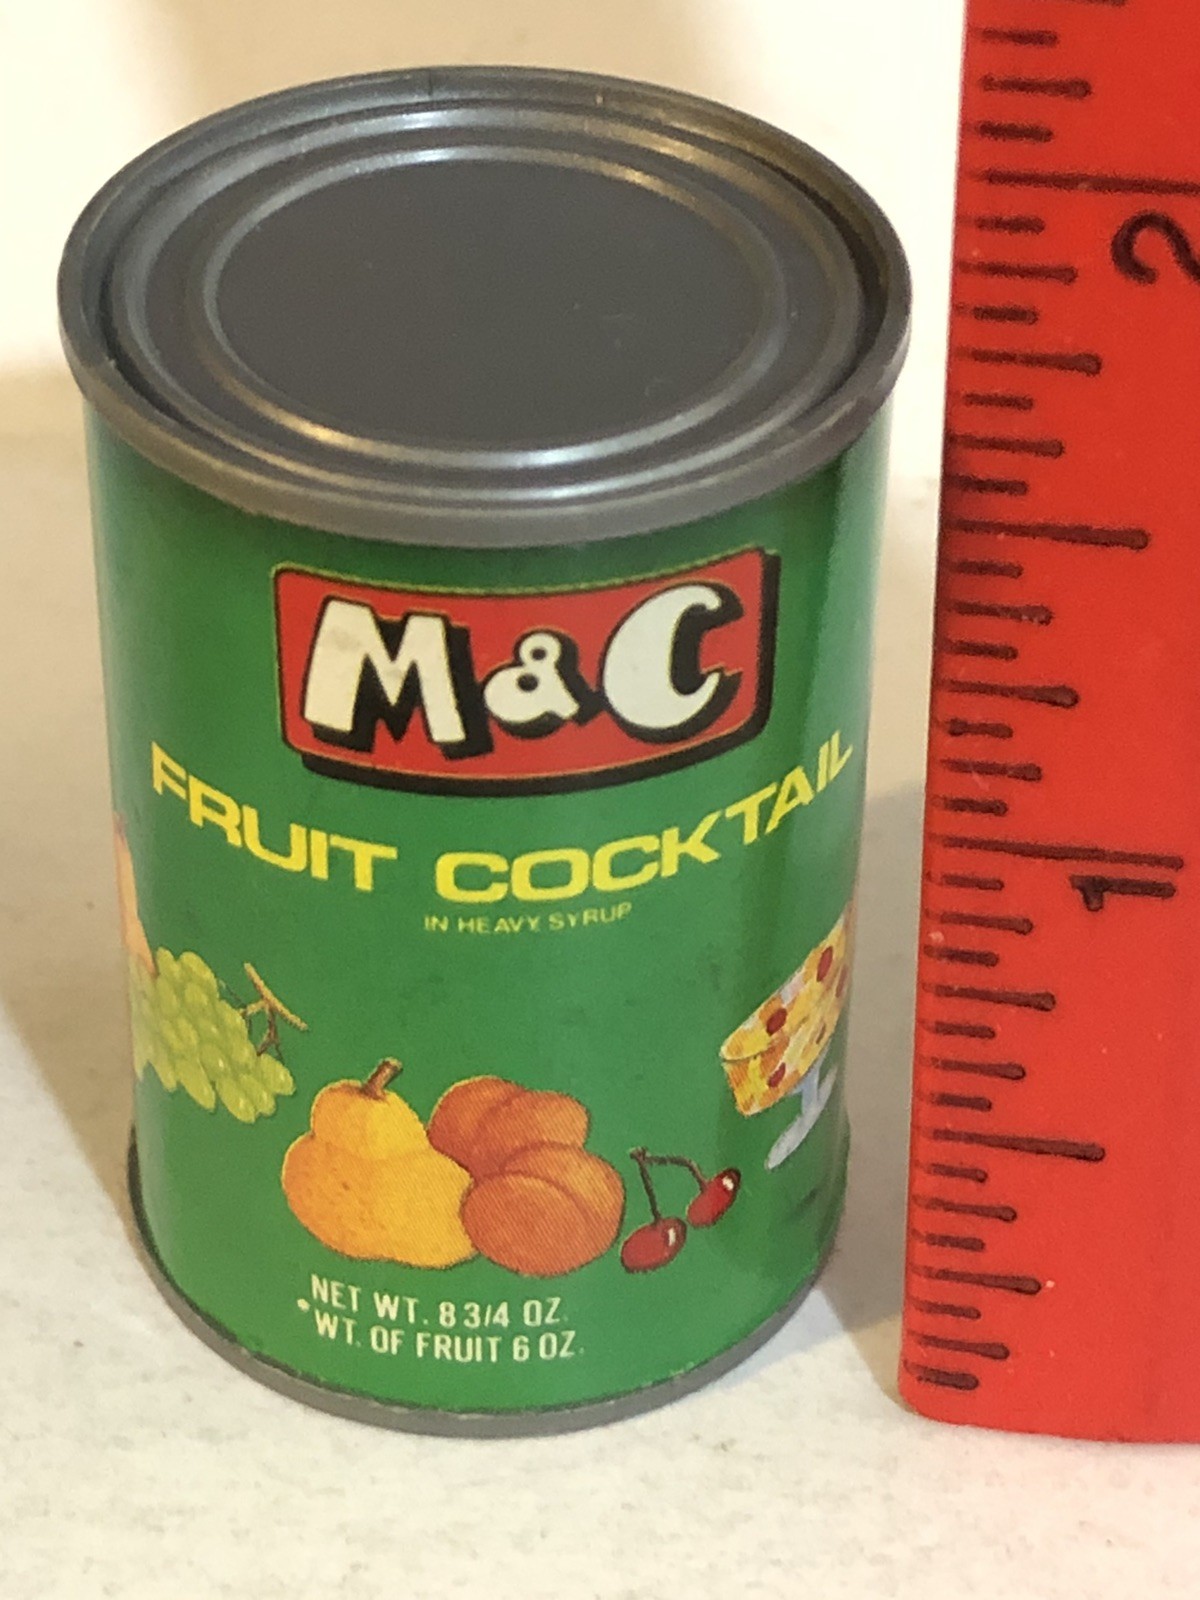 M&C
FRUIT COCKTAIL
IN HEAVY SYRUP
NET WT. 8 3/4 OZ.
•WT. OF FRUIT 6 OZ.
2
1